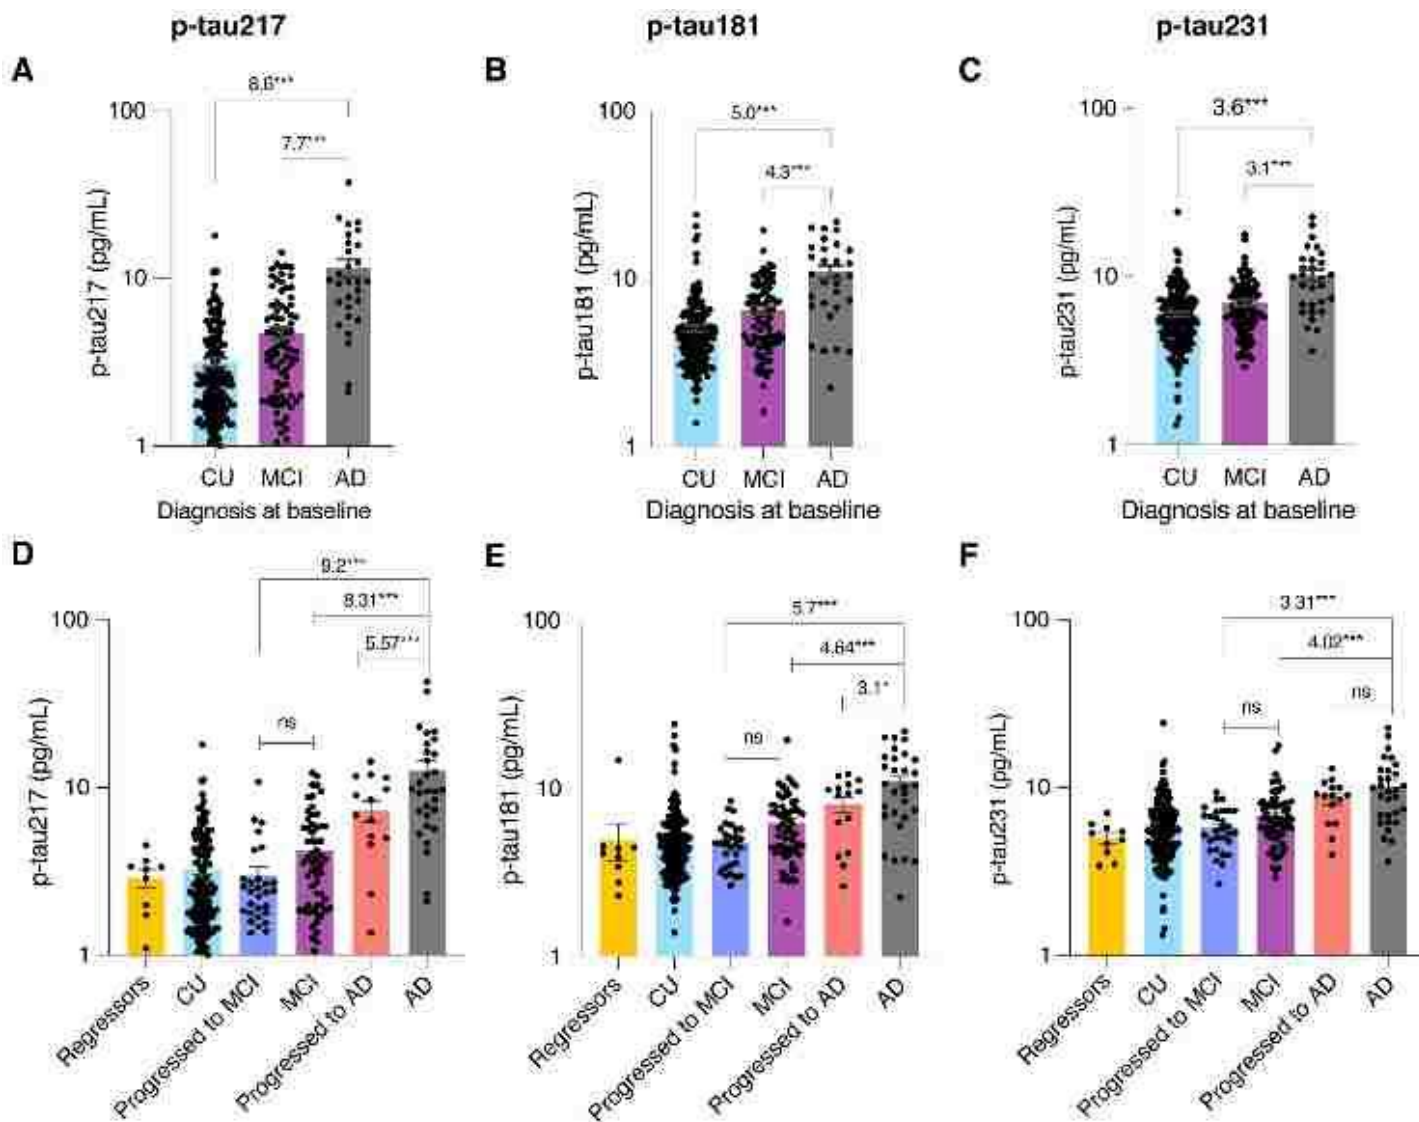 p-tau217
p-tau181
p-tau231
A
B
C
8.6***
7.7***
100
10
1
p-tau217 (pg/mL)
CU MCI AD
Diagnosis at baseline
5.0***
4.3***
100
10
1
p-tau181 (pg/mL)
CU MCI AD
Diagnosis at baseline
3.6***
3.1***
100
10
1
p-tau231 (pg/mL)
CU MCI AD
Diagnosis at baseline
D
E
F
9.2***
8.31***
5.57***
ns
100
10
1
p-tau217 (pg/mL)
Regressors
CU
Progressed to MCI
MCI
Progressed to AD
AD
5.7***
4.64***
3.1*
ns
100
10
1
p-tau181 (pg/mL)
Regressors
CU
Progressed to MCI
MCI
Progressed to AD
AD
3.31***
4.02***
ns
ns
100
10
1
p-tau231 (pg/mL)
Regressors
CU
Progressed to MCI
MCI
Progressed to AD
AD